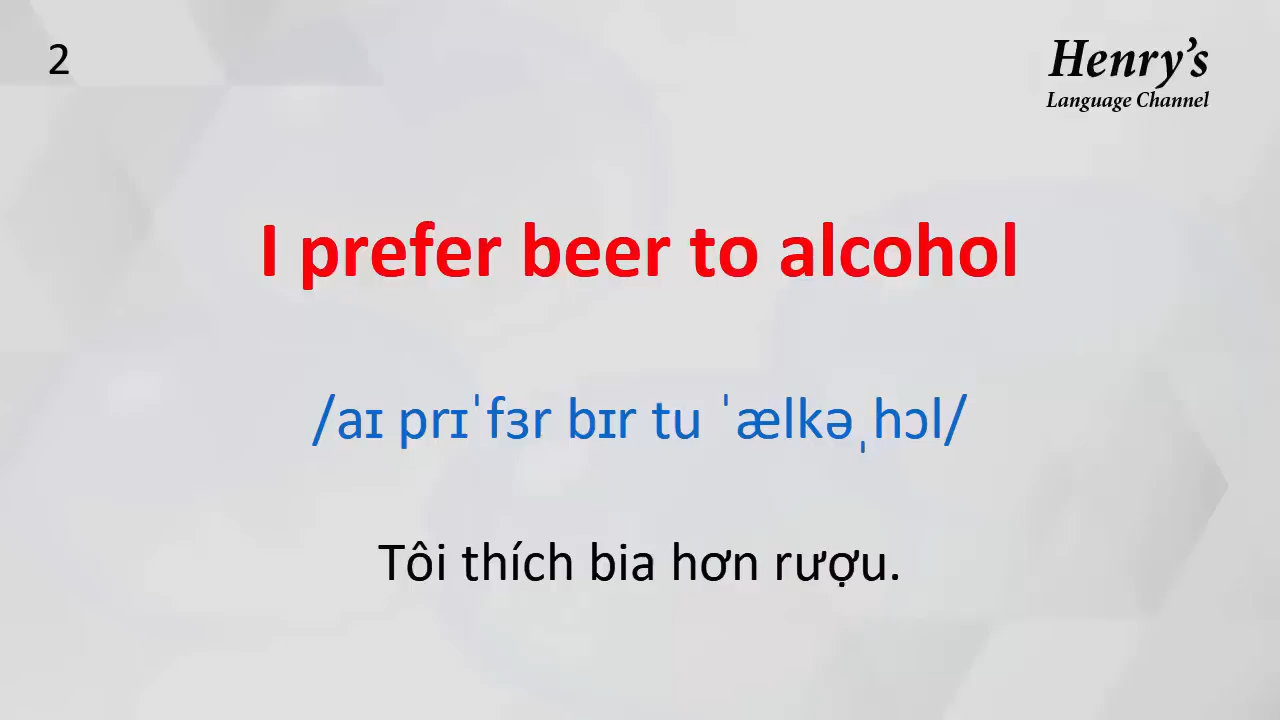 2
Henry’s
Language Channel
I prefer beer to alcohol
/aɪ prɪˈfɜr bɪr tu ˈælkəˌhɔl/
Tôi thích bia hơn rượu.